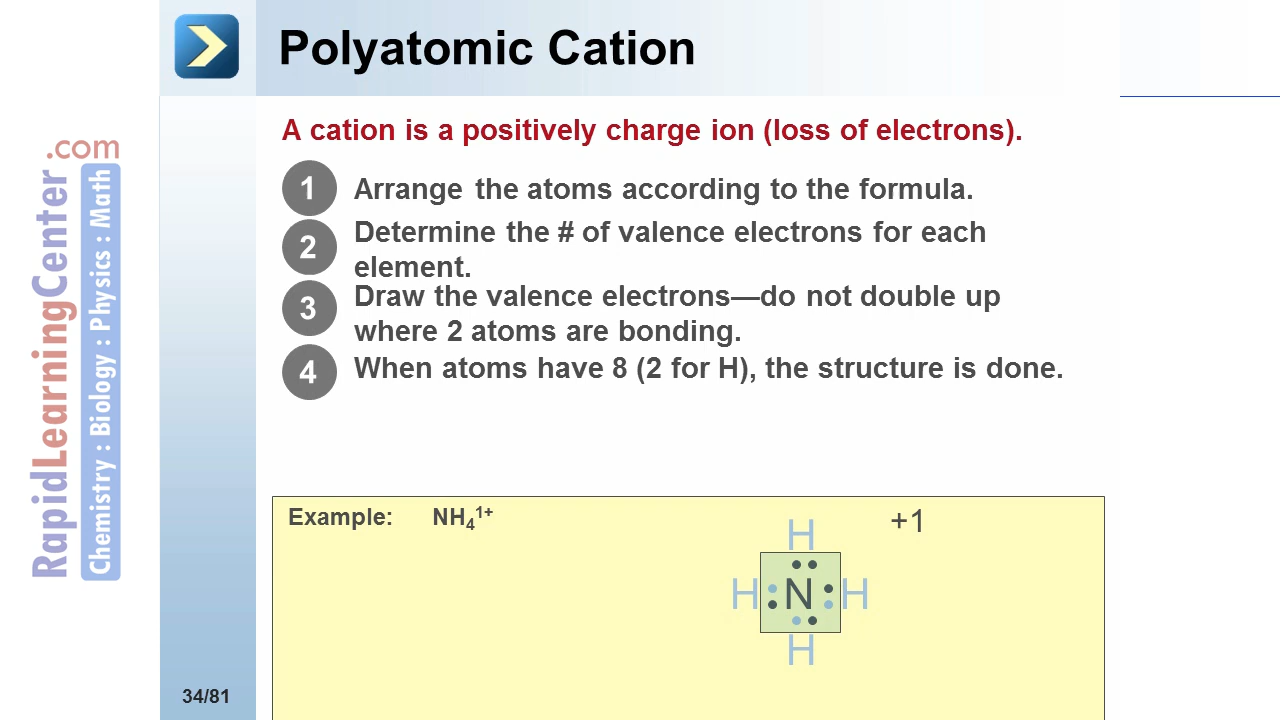 Polyatomic Cation
A cation is a positively charge ion (loss of electrons).
1 Arrange the atoms according to the formula.
2 Determine the # of valence electrons for each
element.
3 Draw the valence electrons—do not double up
where 2 atoms are bonding.
4 When atoms have 8 (2 for H), the structure is done.
Example: NH₄¹⁺
+1
H
H N H
H
RapidLearningCenter.com
Chemistry : Biology : Physics : Math
34/81